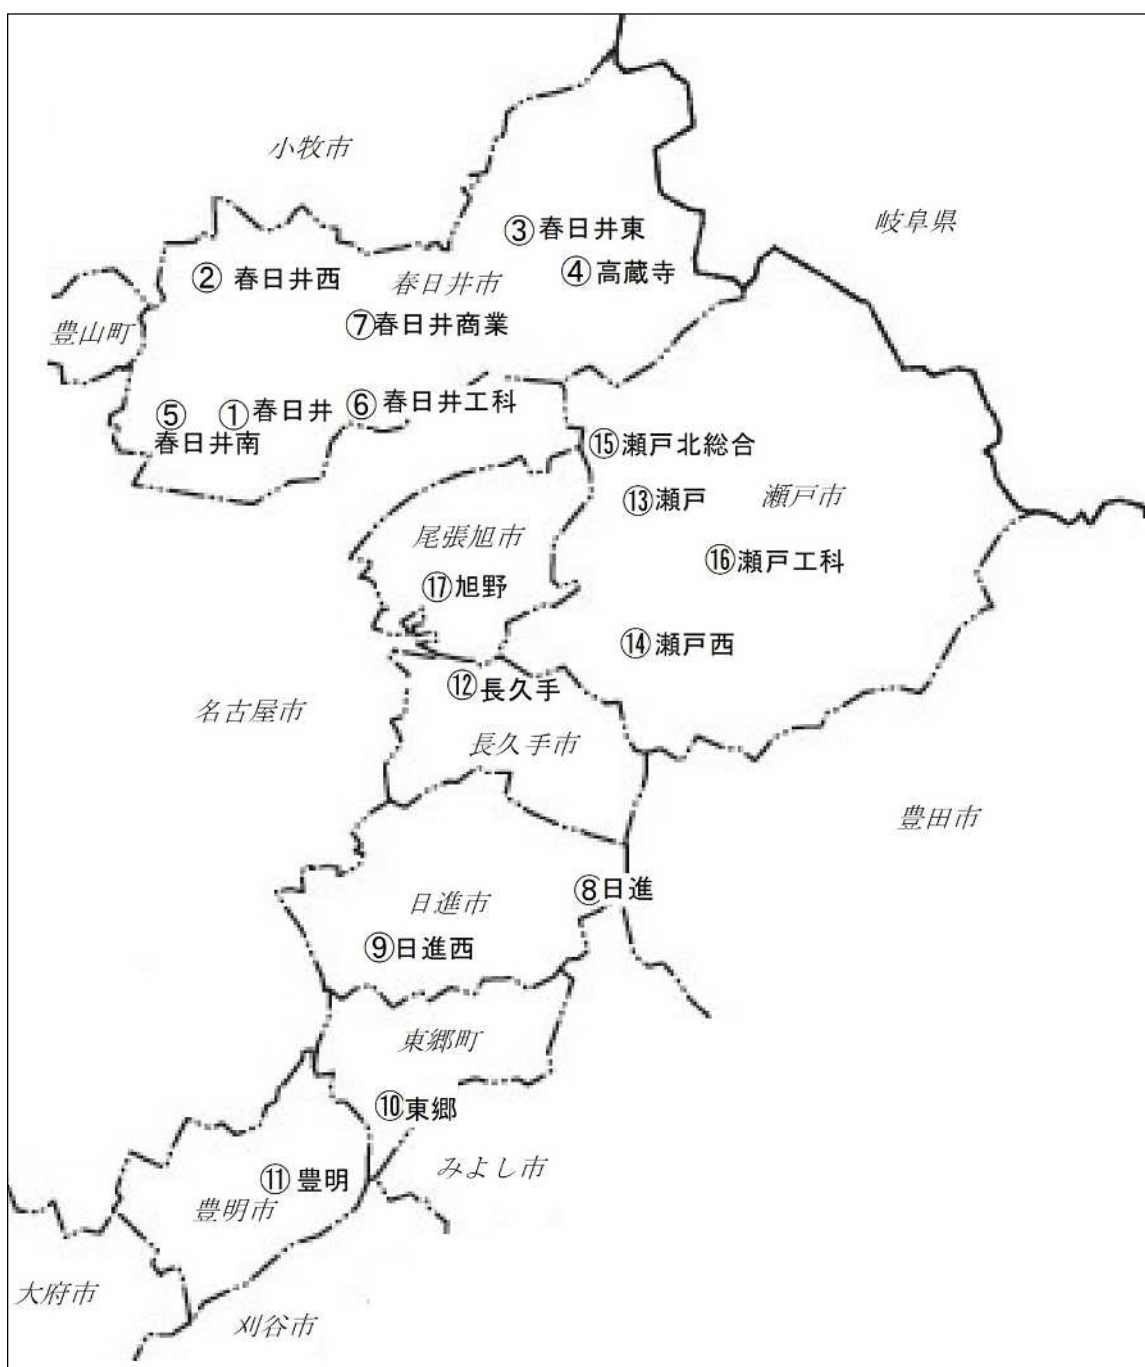 小牧市
岐阜県
③春日井東
④高蔵寺
② 春日井西
春日井市
豊山町
⑦春日井商業
⑤
①春日井
⑥春日井工科
春日井南
⑮瀬戸北総合
⑬瀬戸
瀬戸市
尾張旭市
⑯瀬戸工科
⑰旭野
⑭瀬戸西
⑫長久手
名古屋市
長久手市
豊田市
⑧日進
日進市
⑨日進西
東郷町
⑩東郷
みよし市
⑪豊明
豊明市
大府市
刈谷市